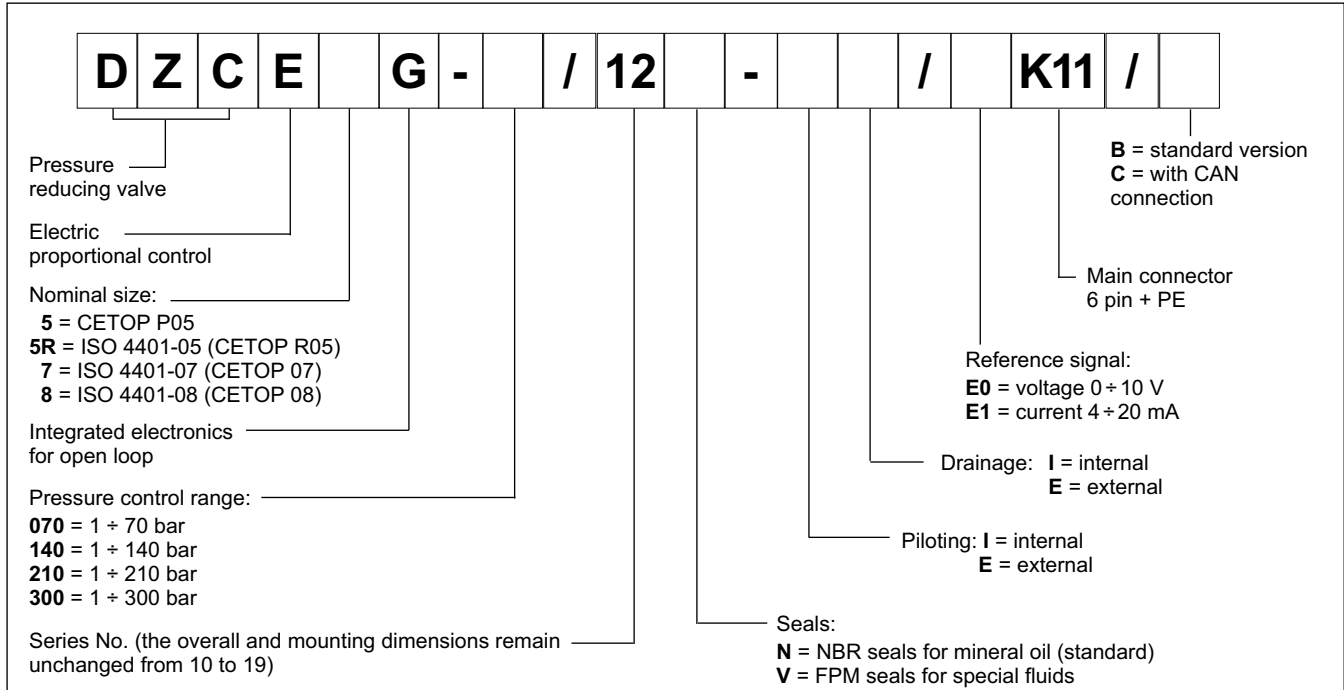 D Z C E G - / 12 - / K11 /
Pressure
reducing valve
Electric
proportional control
Nominal size:
5 = CETOP P05
5R = ISO 4401-05 (CETOP R05)
7 = ISO 4401-07 (CETOP 07)
8 = ISO 4401-08 (CETOP 08)
Integrated electronics
for open loop
Pressure control range:
070 = 1 ÷ 70 bar
140 = 1 ÷ 140 bar
210 = 1 ÷ 210 bar
300 = 1 ÷ 300 bar
Series No. (the overall and mounting dimensions remain
unchanged from 10 to 19)
B = standard version
C = with CAN
connection
Main connector
6 pin + PE
Reference signal:
E0 = voltage 0 ÷ 10 V
E1 = current 4 ÷ 20 mA
Drainage: I = internal
E = external
Piloting: I = internal
E = external
Seals:
N = NBR seals for mineral oil (standard)
V = FPM seals for special fluids